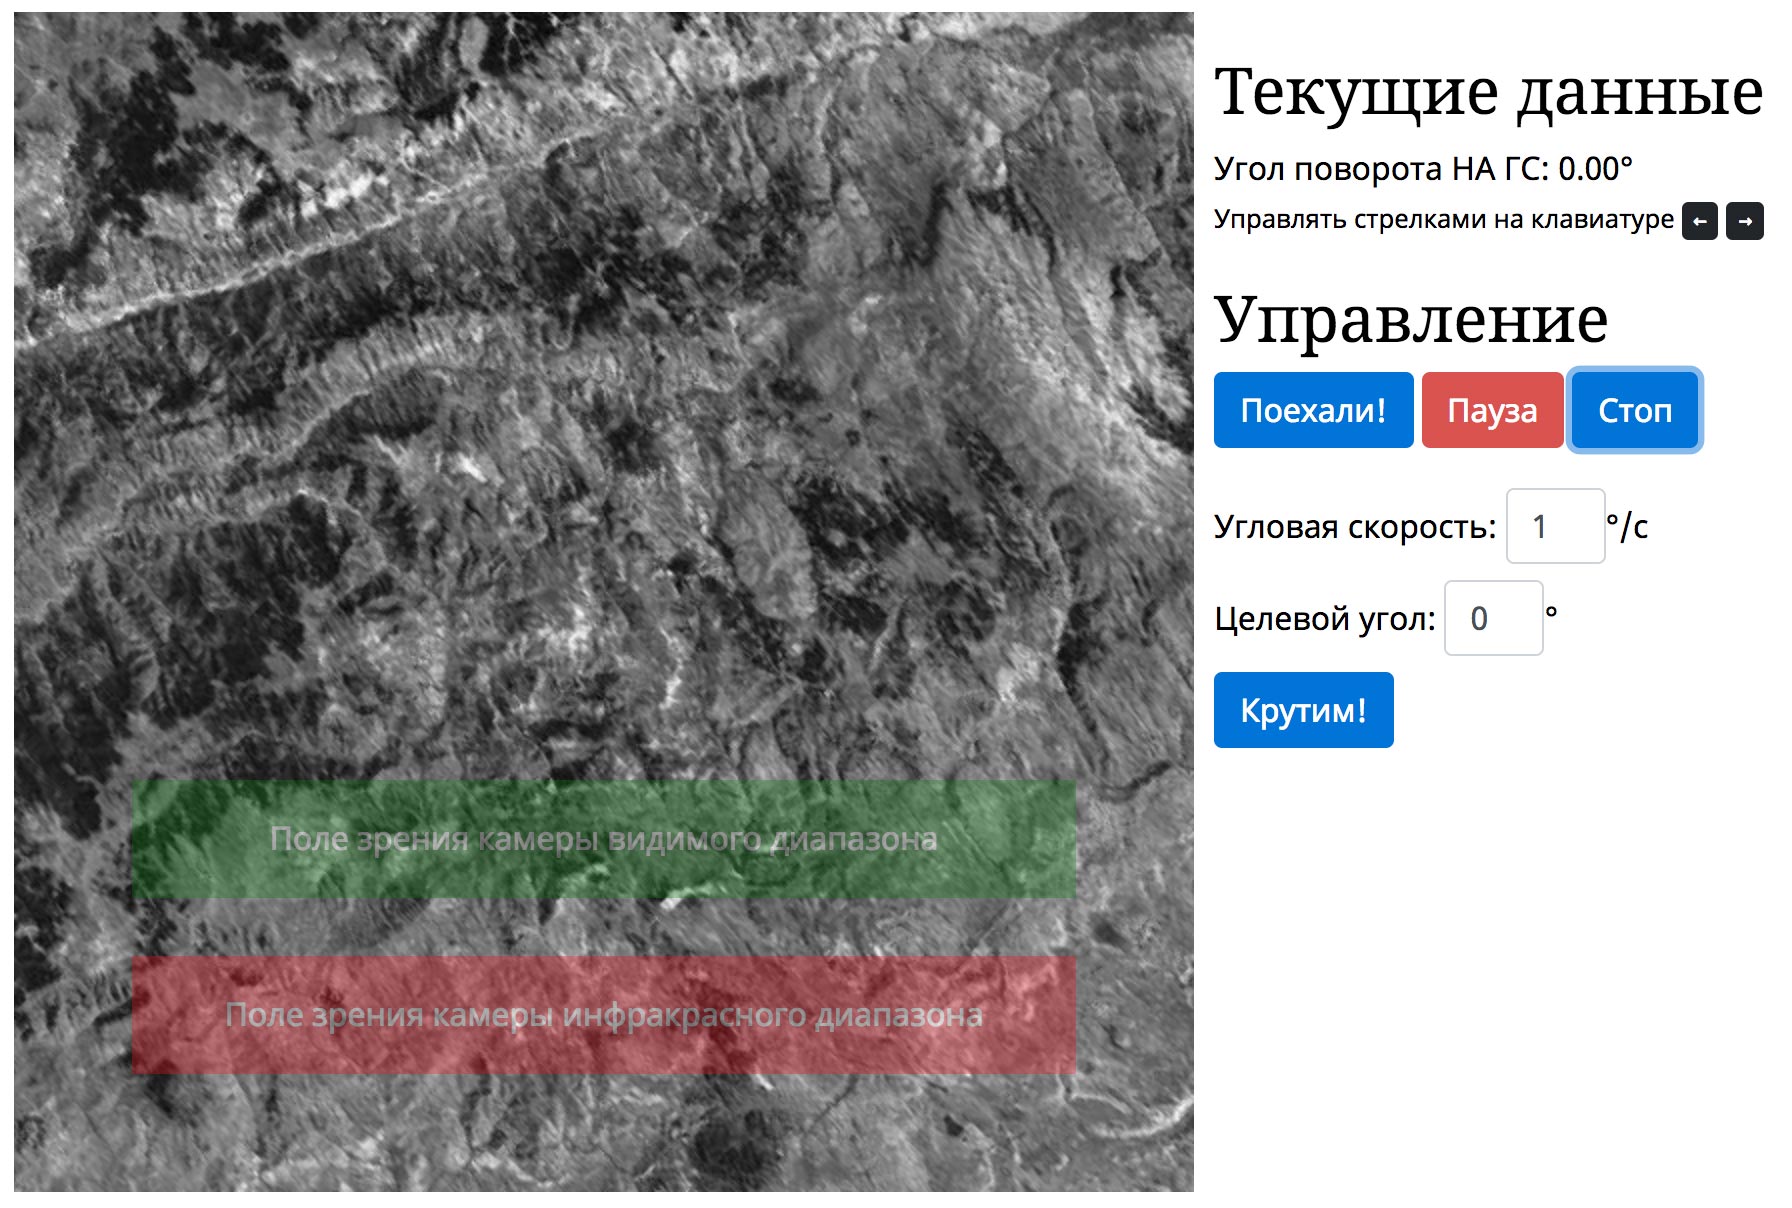 Текущие данные
Угол поворота НА ГС: 0.00°
Управлять стрелками на клавиатуре ← →
Управление
Поехали! Пауза Стоп
Угловая скорость: 1 °/с
Целевой угол: 0 °
Крутим!
Поле зрения камеры видимого диапазона
Поле зрения камеры инфракрасного диапазона